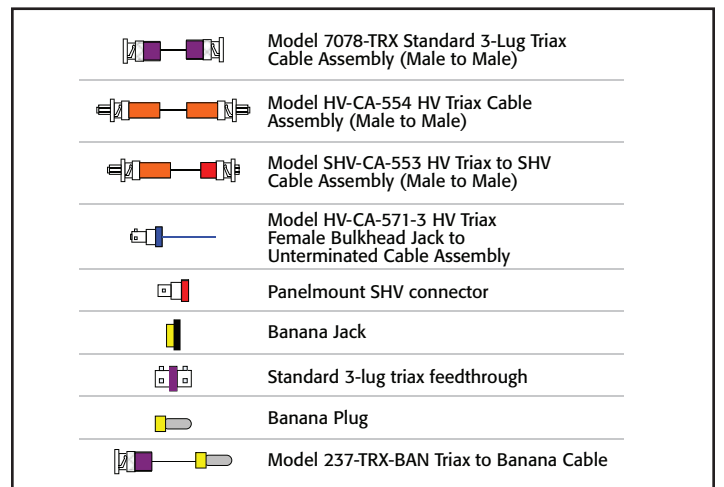 Model 7078-TRX Standard 3-Lug Triax
Cable Assembly (Male to Male)
Model HV-CA-554 HV Triax Cable
Assembly (Male to Male)
Model SHV-CA-553 HV Triax to SHV
Cable Assembly (Male to Male)
Model HV-CA-571-3 HV Triax
Female Bulkhead Jack to
Unterminated Cable Assembly
Panelmount SHV connector
Banana Jack
Standard 3-lug triax feedthrough
Banana Plug
Model 237-TRX-BAN Triax to Banana Cable